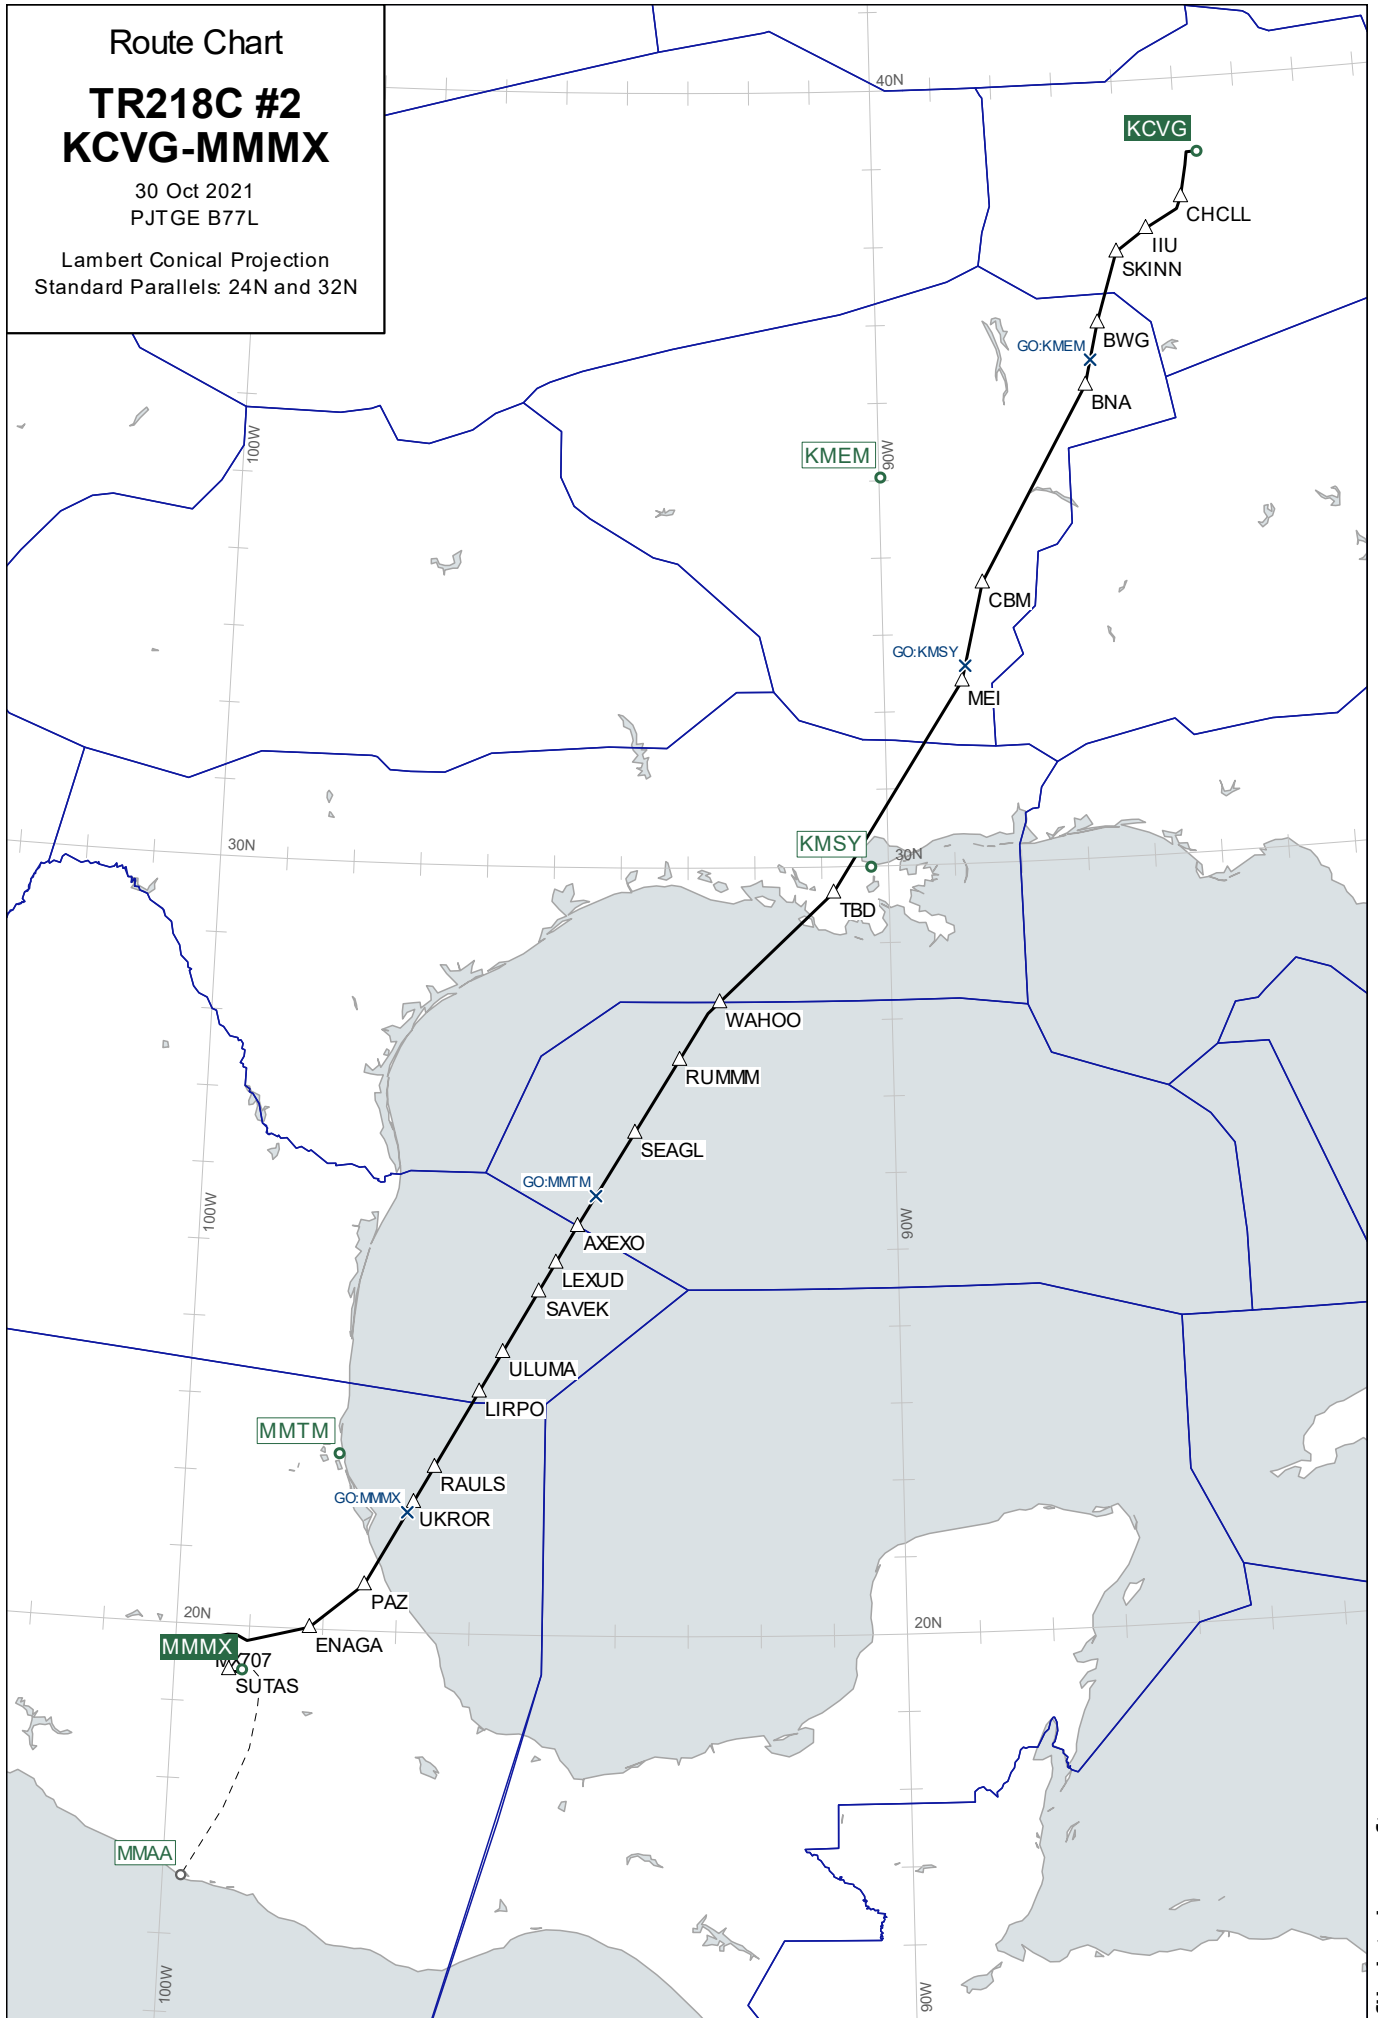 Route Chart
TR218C #2
KCVG-MMMX
30 Oct 2021
PJTGE B77L
Lambert Conical Projection
Standard Parallels: 24N and 32N
40N
KCVG
CHCLL
IIU
SKINN
BWG
GO:KMEM
BNA
100W
KMEM
90W
CBM
GO:KMSY
MEI
30N
KMSY
30N
TBD
WAHOO
RUMMM
SEAGL
GO:MMTM
100W
90W
AXEXO
LEXUD
SAVEK
ULUMA
LIRPO
MMTM
RAULS
GO:MMMX
UKROR
PAZ
20N
20N
ENAGA
MMMX
SUTAS
MMAA
100W
90W